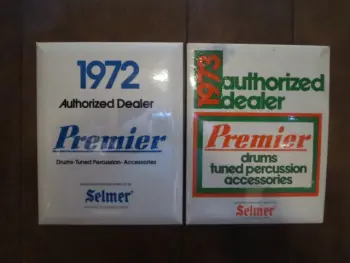 1972
Authorized Dealer
Premier
Drums-Tuned Percussion-Accessories
Selmer
1973
authorized
dealer
Premier
drums
tuned percussion
accessories
Selmer